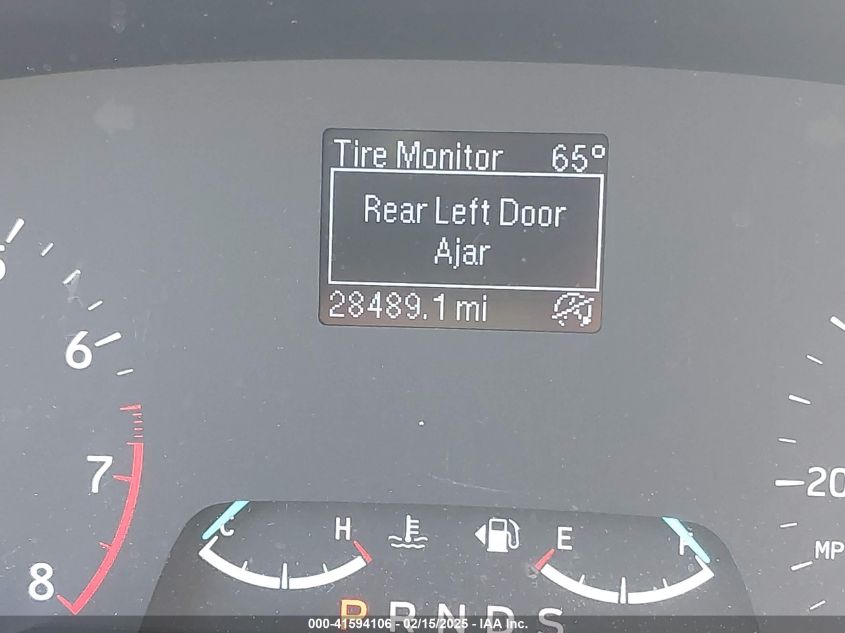 Tire Monitor 65°
Rear Left Door
Ajar
28489.1 mi
6
7
8
20
C H E F
P R N D S
000-41594106 - 02/15/2025 - IAA Inc.